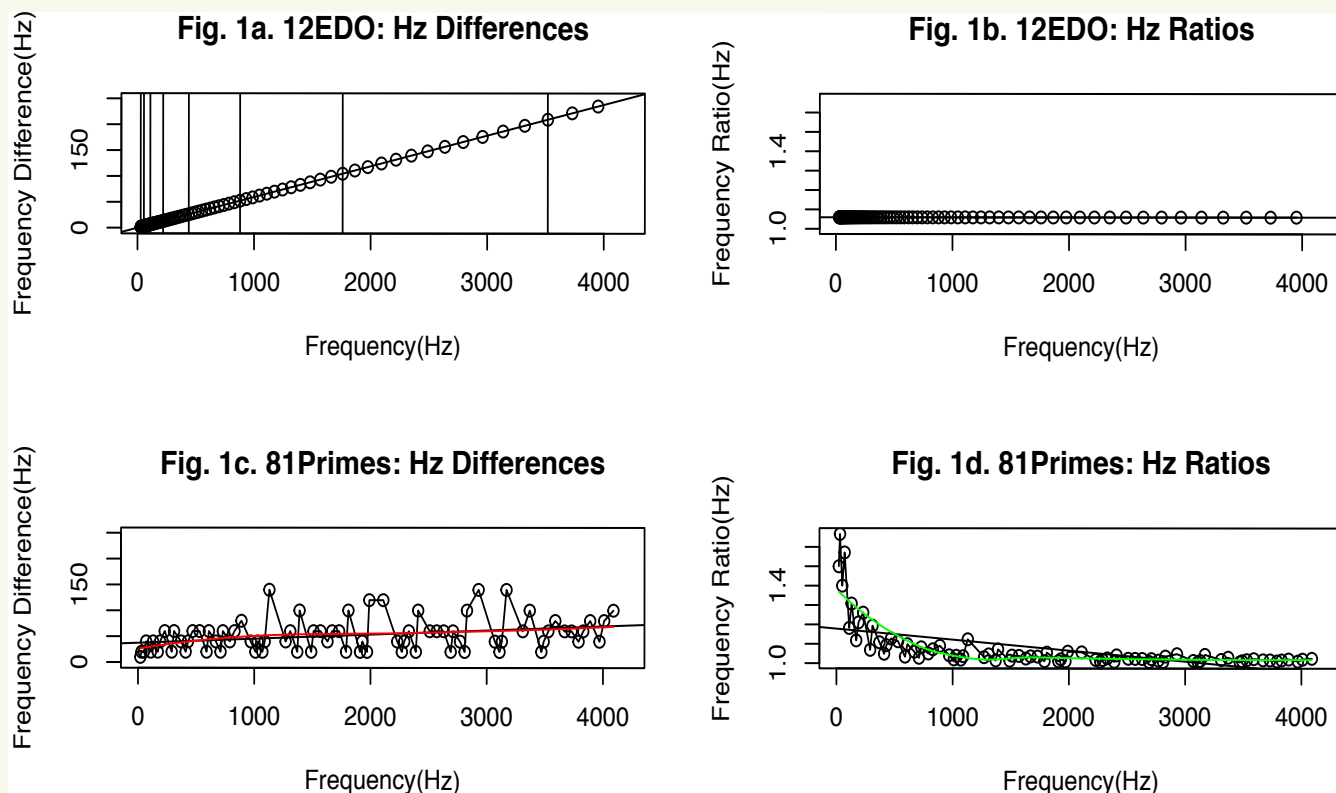 Fig. 1a. 12EDO: Hz Differences
Frequency Difference(Hz)
150
0
0 1000 2000 3000 4000
Frequency(Hz)
Fig. 1b. 12EDO: Hz Ratios
Frequency Ratio(Hz)
1.4
1.0
0 1000 2000 3000 4000
Frequency(Hz)
Fig. 1c. 81Primes: Hz Differences
Frequency Difference(Hz)
150
0
0 1000 2000 3000 4000
Frequency(Hz)
Fig. 1d. 81Primes: Hz Ratios
Frequency Ratio(Hz)
1.4
1.0
0 1000 2000 3000 4000
Frequency(Hz)